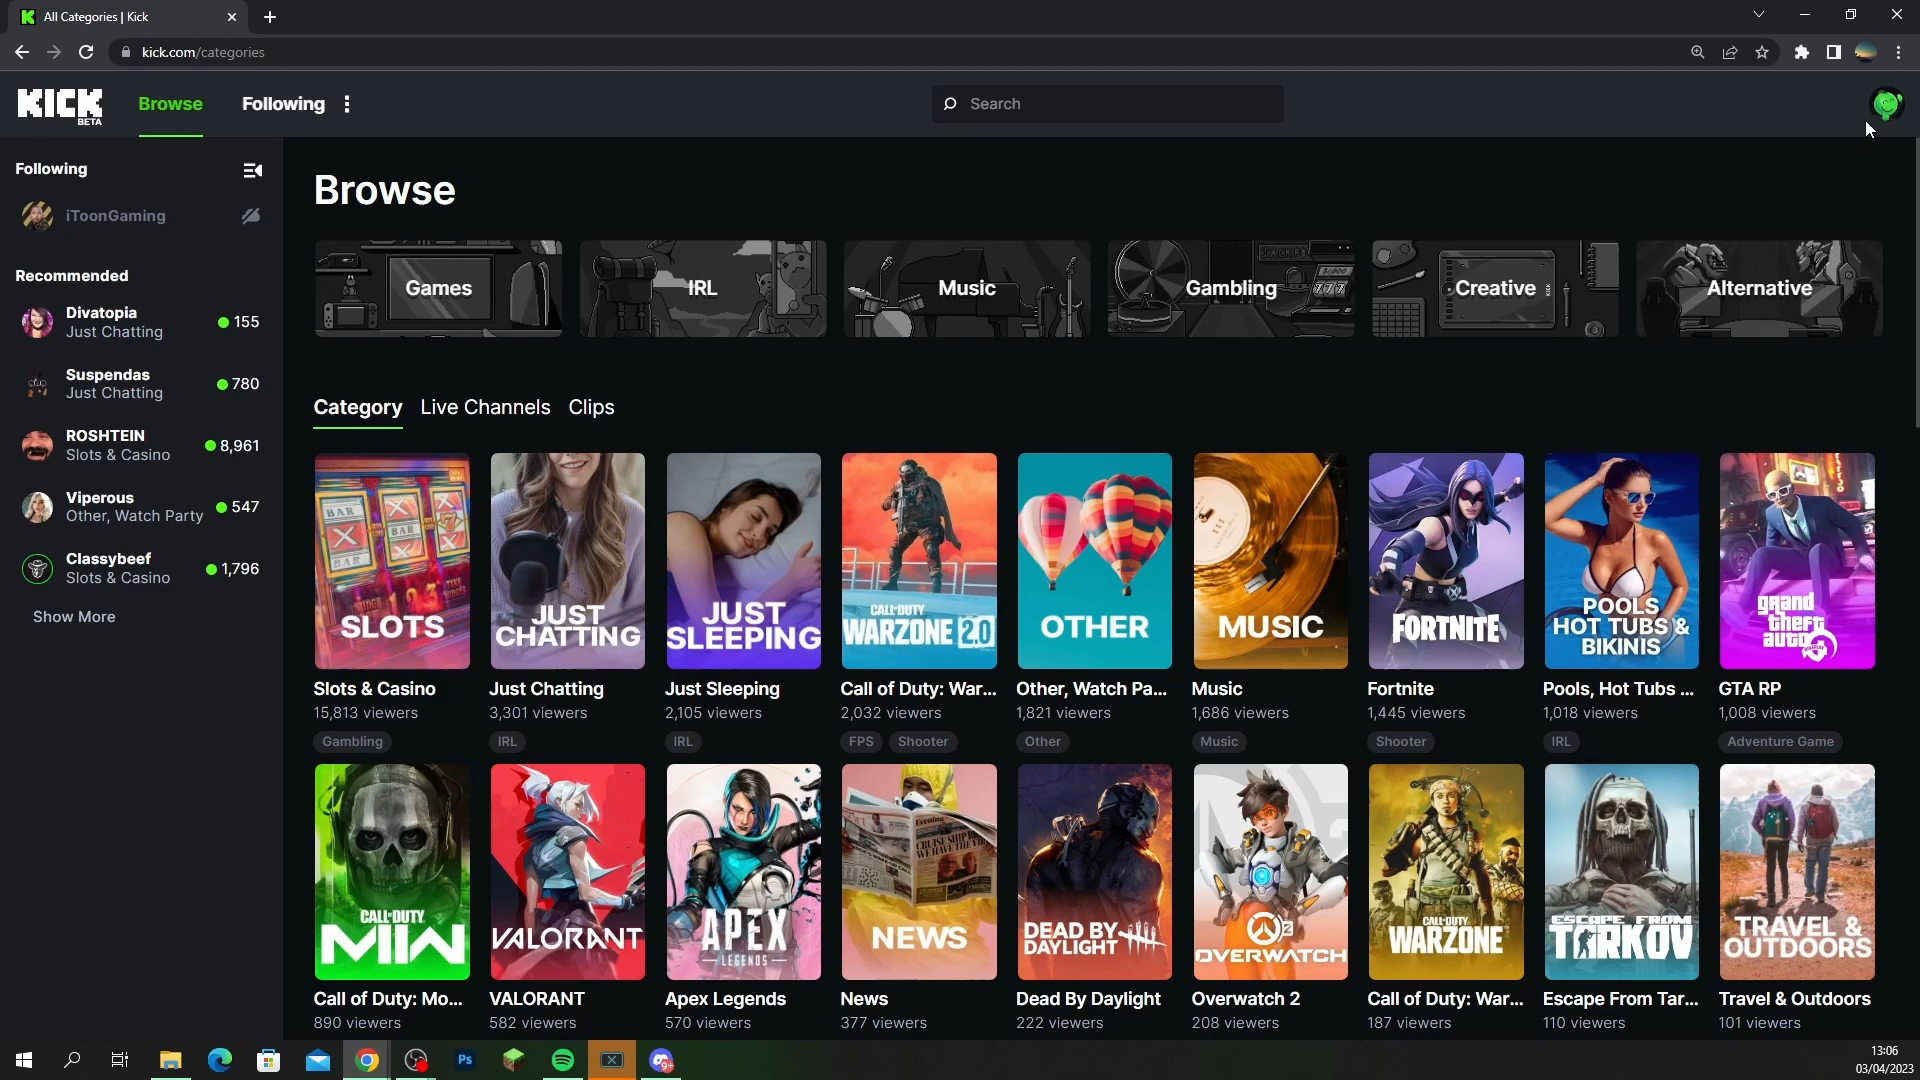 All Categories | Kick
kick.com/categories
KICK
BETA
Browse
Following
Search
Following
iToonGaming
Recommended
Divatopia
Just Chatting
155
Suspendas
Just Chatting
780
ROSHTEIN
Slots & Casino
8,961
Viperous
Other, Watch Party
547
Classybeef
Slots & Casino
1,796
Show More
Browse
Games
IRL
Music
Gambling
Creative
Alternative
Category
Live Channels
Clips
SLOTS
JUST
CHATTING
JUST
SLEEPING
CALL OF DUTY
WARZONE 2.0
OTHER
MUSIC
FORTNITE
POOLS
HOT TUBS &
BIKINIS
grand
theft
auto
Slots & Casino
15,813 viewers
Gambling
Just Chatting
3,301 viewers
IRL
Just Sleeping
2,105 viewers
IRL
Call of Duty: War...
2,032 viewers
FPS
Shooter
Other, Watch Pa...
1,821 viewers
Other
Music
1,686 viewers
Music
Fortnite
1,445 viewers
Shooter
Pools, Hot Tubs ...
1,018 viewers
IRL
GTA RP
1,008 viewers
Adventure Game
CALL OF DUTY
MW
VALORANT
APEX
LEGENDS
NEWS
DEAD BY
DAYLIGHT
OVERWATCH
2
CALL OF DUTY
WARZONE
ESCAPE FROM
TARKOV
TRAVEL &
OUTDOORS
Call of Duty: Mo...
890 viewers
VALORANT
582 viewers
Apex Legends
570 viewers
News
377 viewers
Dead By Daylight
222 viewers
Overwatch 2
208 viewers
Call of Duty: War...
187 viewers
Escape From Tar...
110 viewers
Travel & Outdoors
101 viewers
Ps
9+
13:06
03/04/2023